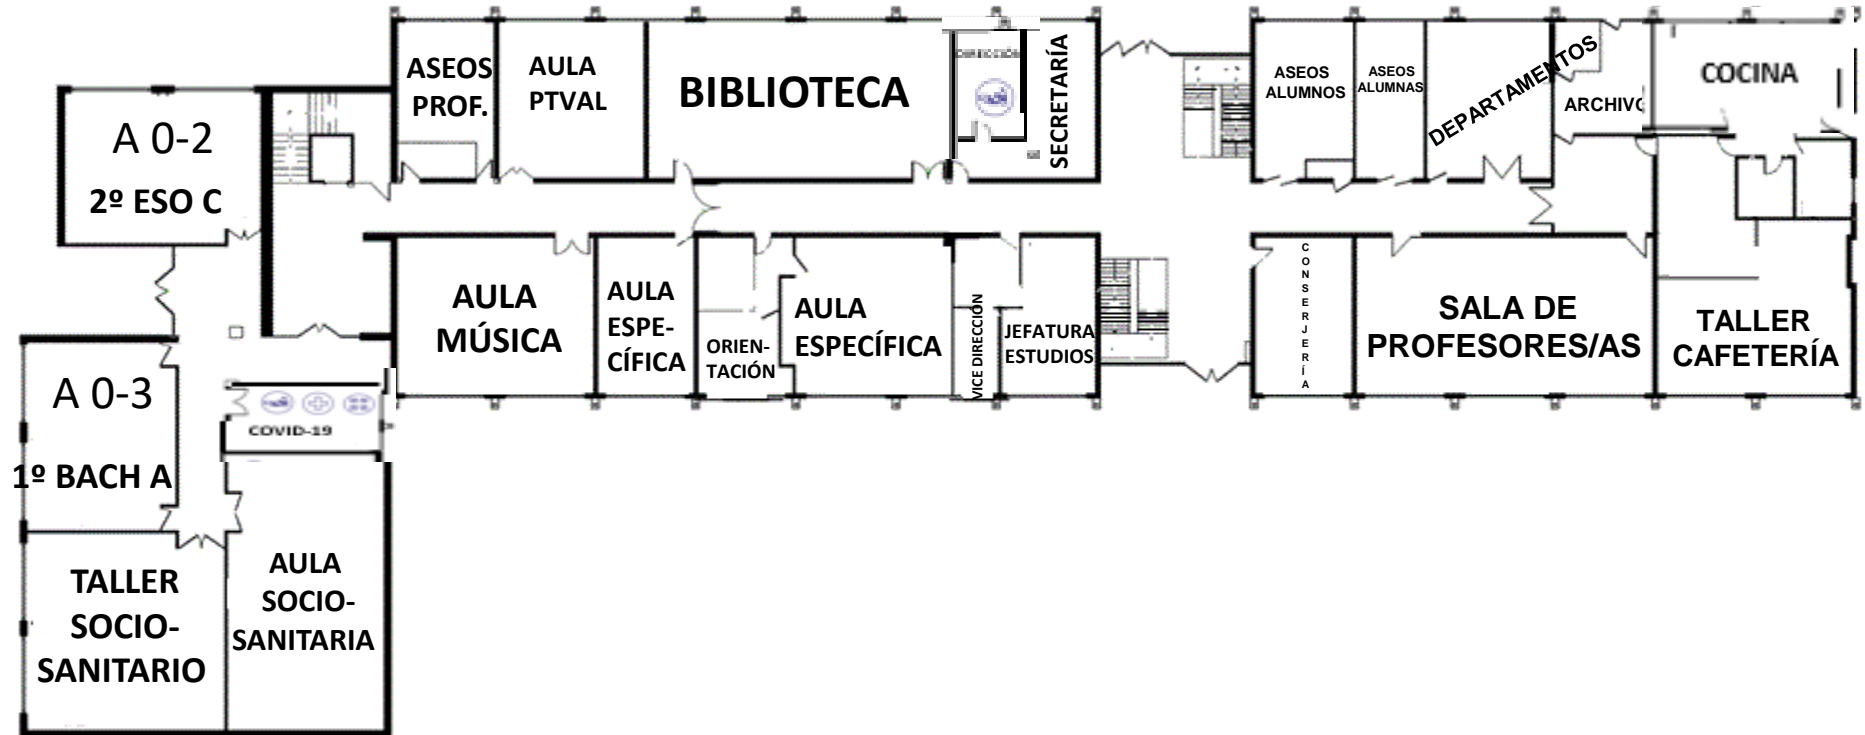 ASEOS
PROF.
AULA
PTVAL
BIBLIOTECA
DIRECCIÓN
SECRETARÍA
ASEOS
ALUMNOS
ASEOS
ALUMNAS
DEPARTAMENTOS
ARCHIVO
COCINA
A 0-2
2º ESO C
AULA
MÚSICA
AULA
ESPE-
CÍFICA
ORIEN-
TACIÓN
AULA
ESPECÍFICA
VICE DIRECCIÓN
JEFATURA
ESTUDIOS
CONSERJERÍA
SALA DE
PROFESORES/AS
TALLER
CAFETERÍA
A 0-3
1º BACH A
COVID-19
TALLER
SOCIO-
SANITARIO
AULA
SOCIO-
SANITARIA